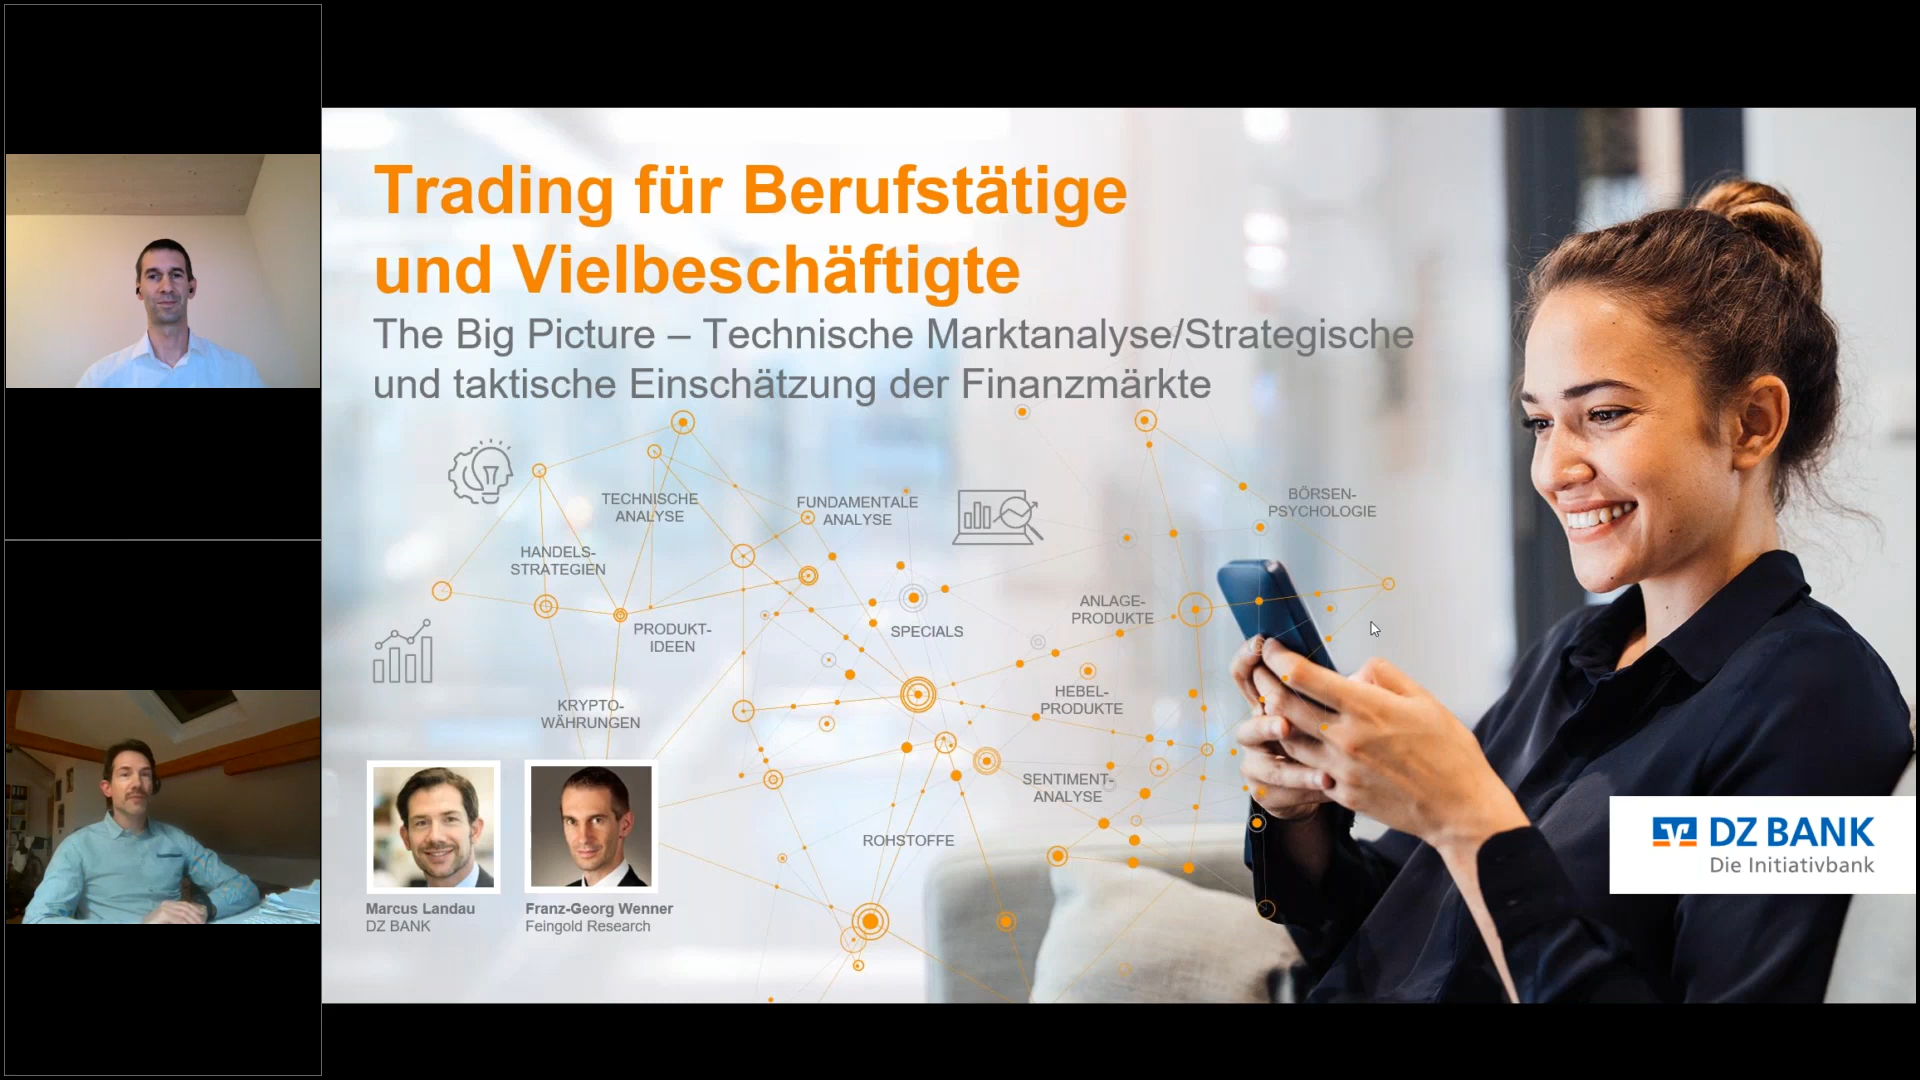 Trading für Berufstätige
und Vielbeschäftigte
The Big Picture – Technische Marktanalyse/Strategische
und taktische Einschätzung der Finanzmärkte
TECHNISCHE
ANALYSE
FUNDAMENTALE
ANALYSE
BÖRSEN-
PSYCHOLOGIE
HANDELS-
STRATEGIEN
ANLAGE-
PRODUKTE
PRODUKT-
IDEEN
SPECIALS
KRYPTO-
WÄHRUNGEN
HEBEL-
PRODUKTE
SENTIMENT-
ANALYSE
ROHSTOFFE
Marcus Landau
DZ BANK
Franz-Georg Wenner
Feingold Research
DZ BANK
Die Initiativbank